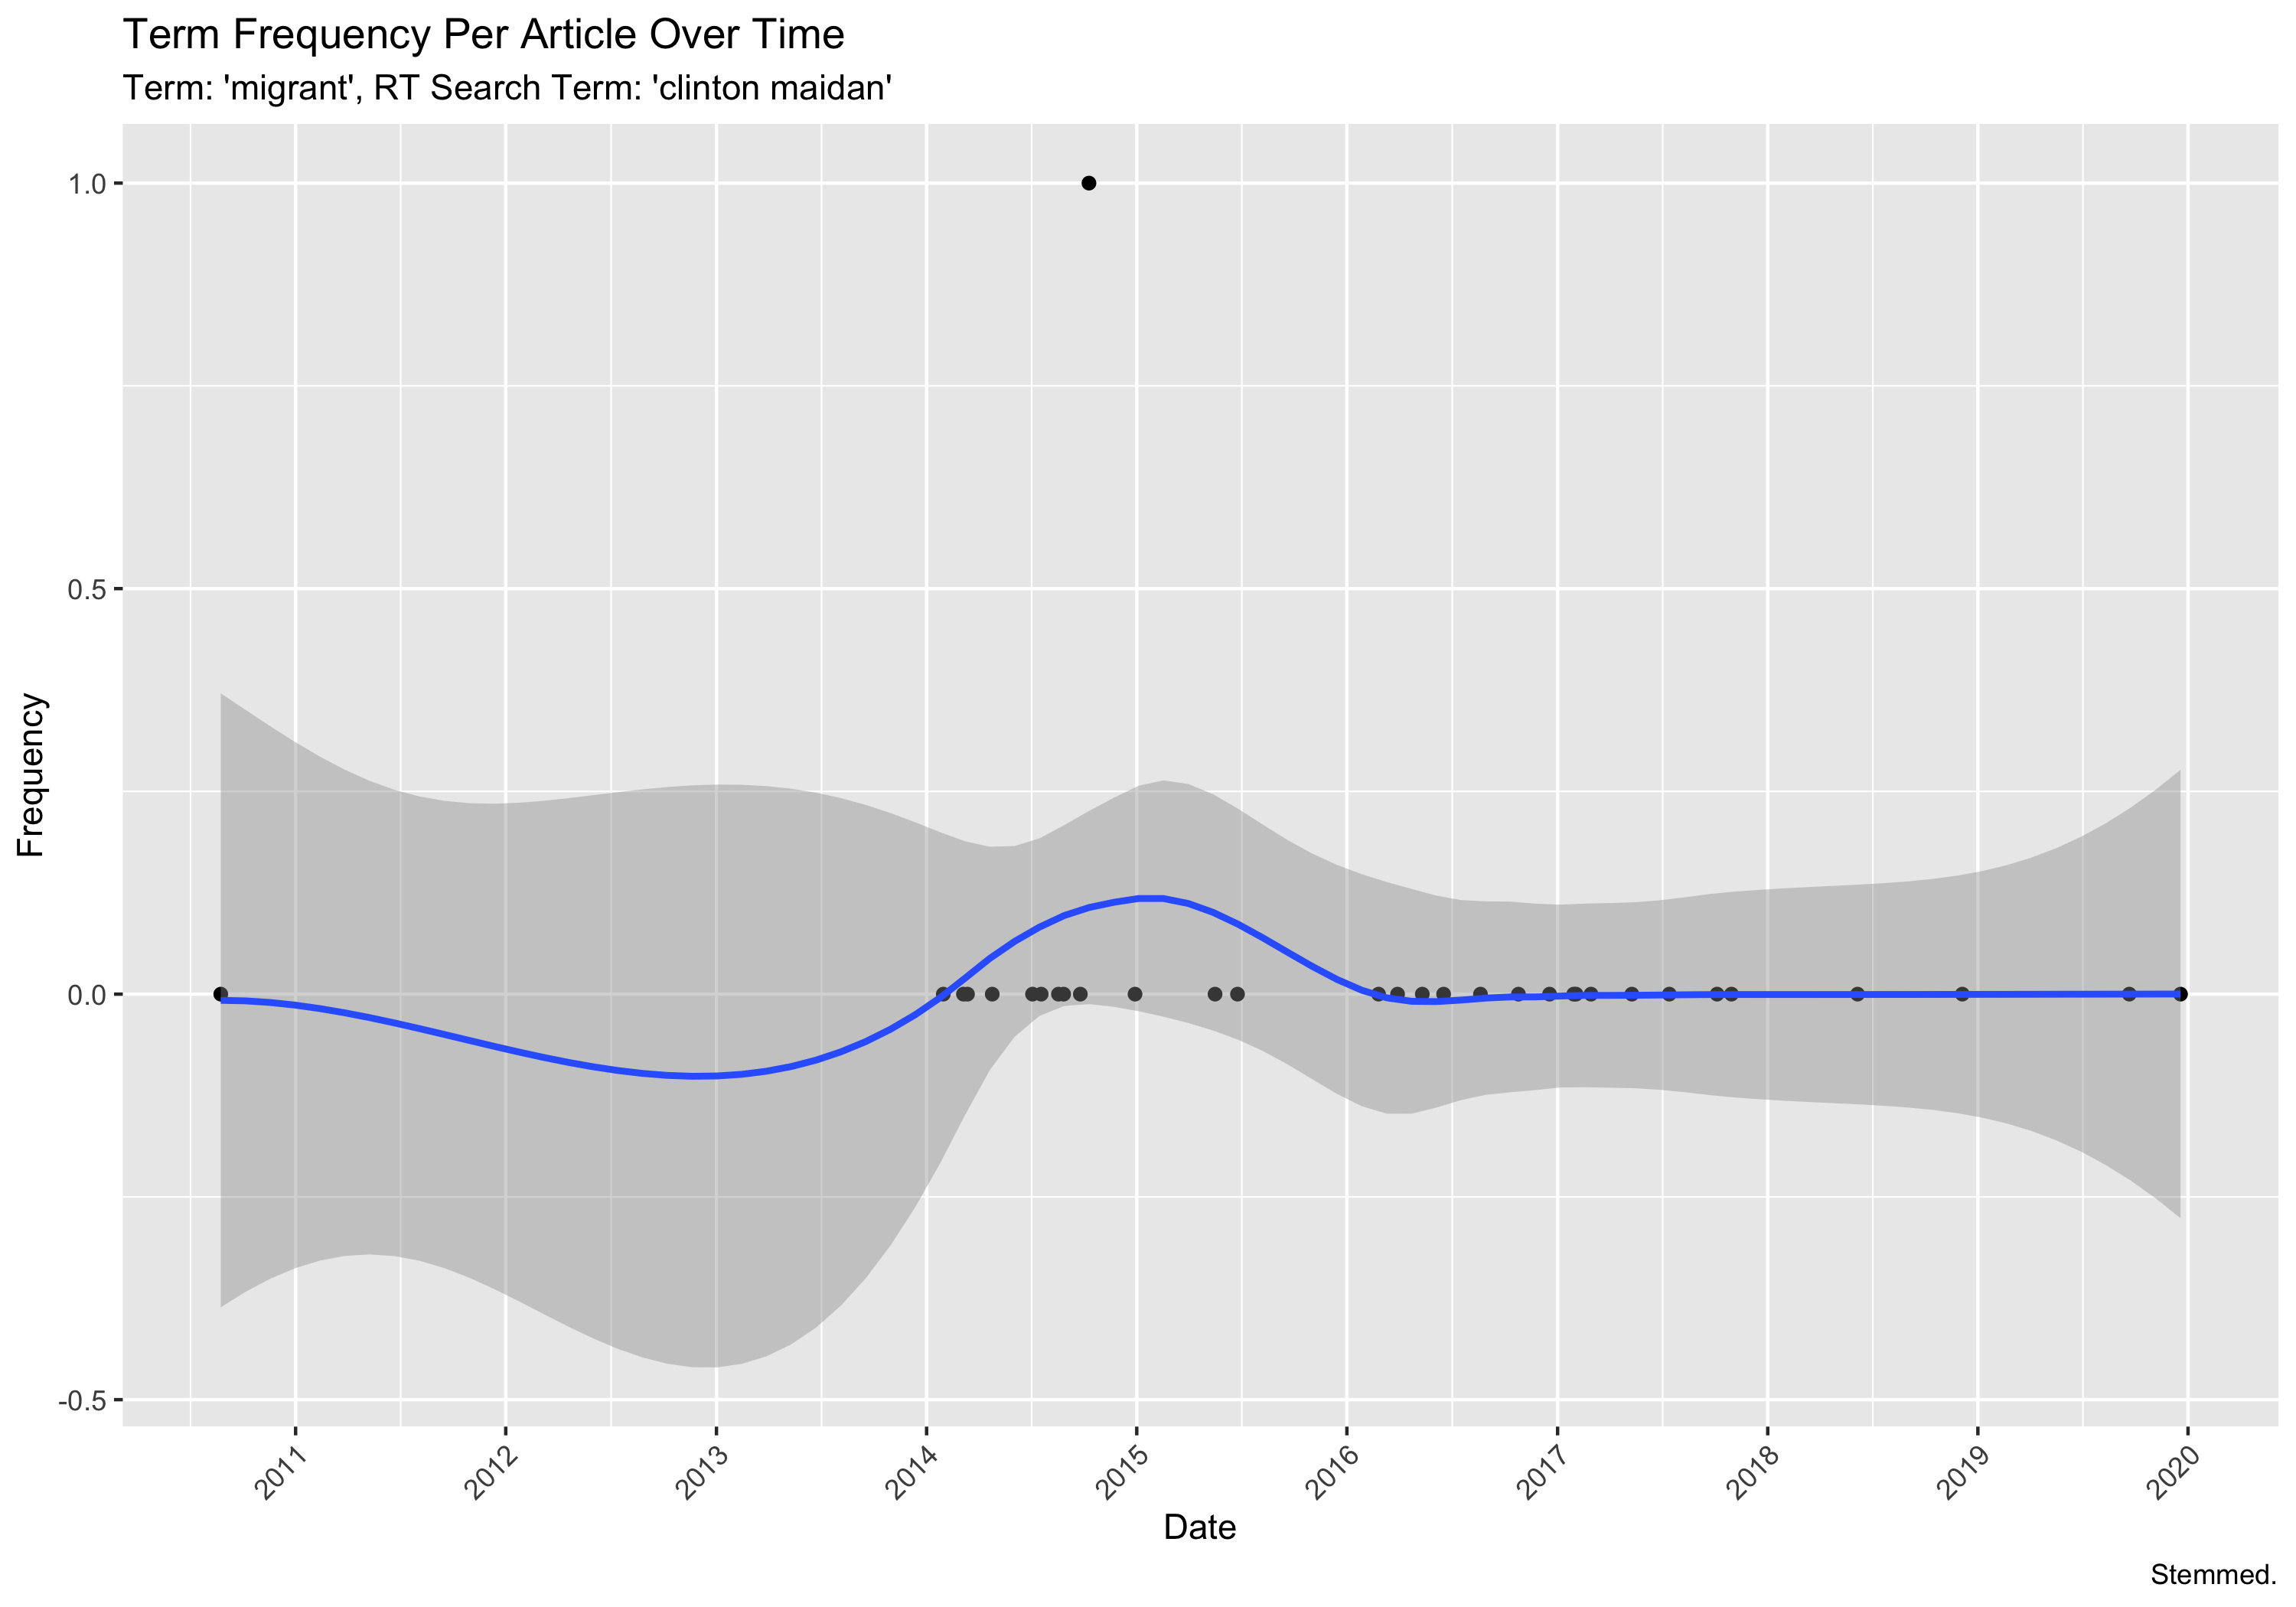 Term Frequency Per Article Over Time
Term: 'migrant', RT Search Term: 'clinton maidan'
1.0
0.5
0.0
-0.5
Frequency
2011
2012
2013
2014
2015
2016
2017
2018
2019
2020
Date
Stemmed.